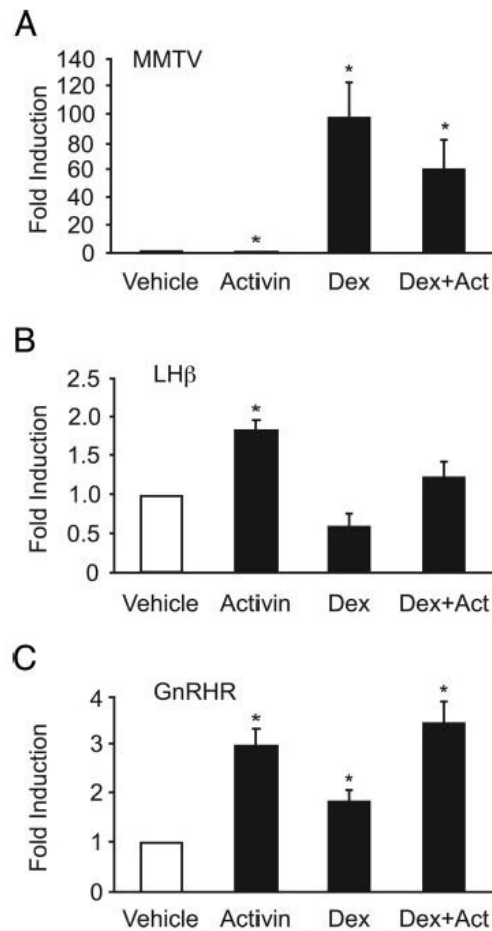 A
MMTV
Fold Induction
140
120
100
80
60
40
20
0
*
*
*
Vehicle Activin Dex Dex+Act
B
LHβ
Fold Induction
2.5
2.0
1.5
1.0
0.5
0
*
Vehicle Activin Dex Dex+Act
C
GnRHR
Fold Induction
4
3
2
1
0
*
*
*
Vehicle Activin Dex Dex+Act